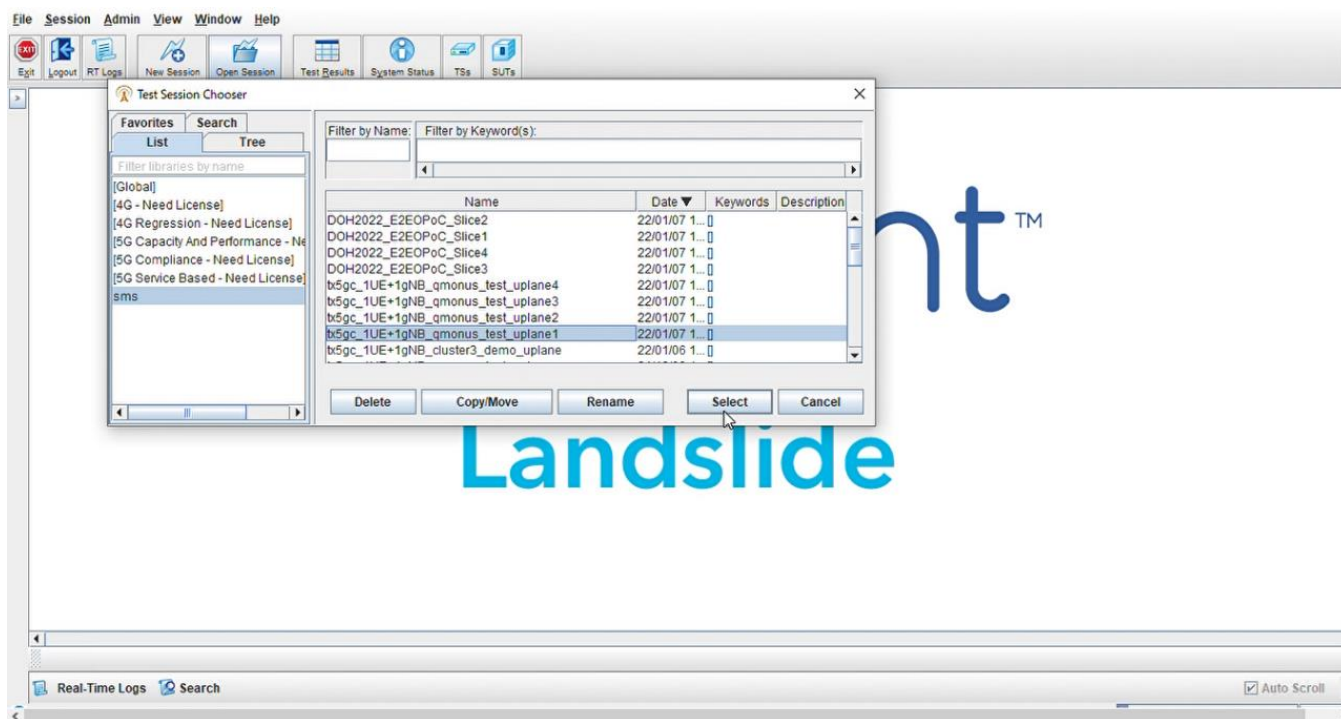 File Session Admin View Window Help
Exit Logout RT Logs New Session Open Session Test Results System Status TSs SUTs
Test Session Chooser
Favorites Search
List Tree
Filter libraries by name
[Global]
[4G - Need License]
[4G Regression - Need License]
[5G Capacity And Performance - Ne
[5G Compliance - Need License]
[5G Service Based - Need License]
sms
Filter by Name: Filter by Keyword(s):
Name Date ▼ Keywords Description
DOH2022_E2EOPoC_Slice2 22/01/07 1... []
DOH2022_E2EOPoC_Slice1 22/01/07 1... []
DOH2022_E2EOPoC_Slice4 22/01/07 1... []
DOH2022_E2EOPoC_Slice3 22/01/07 1... []
tx5gc_1UE+1gNB_qmonus_test_uplane4 22/01/07 1... []
tx5gc_1UE+1gNB_qmonus_test_uplane3 22/01/07 1... []
tx5gc_1UE+1gNB_qmonus_test_uplane2 22/01/07 1... []
tx5gc_1UE+1gNB_qmonus_test_uplane1 22/01/07 1... []
tx5gc_1UE+1gNB_cluster3_demo_uplane 22/01/06 1... []
Delete Copy/Move Rename Select Cancel
nt™
Landslide
Real-Time Logs Search Auto Scroll